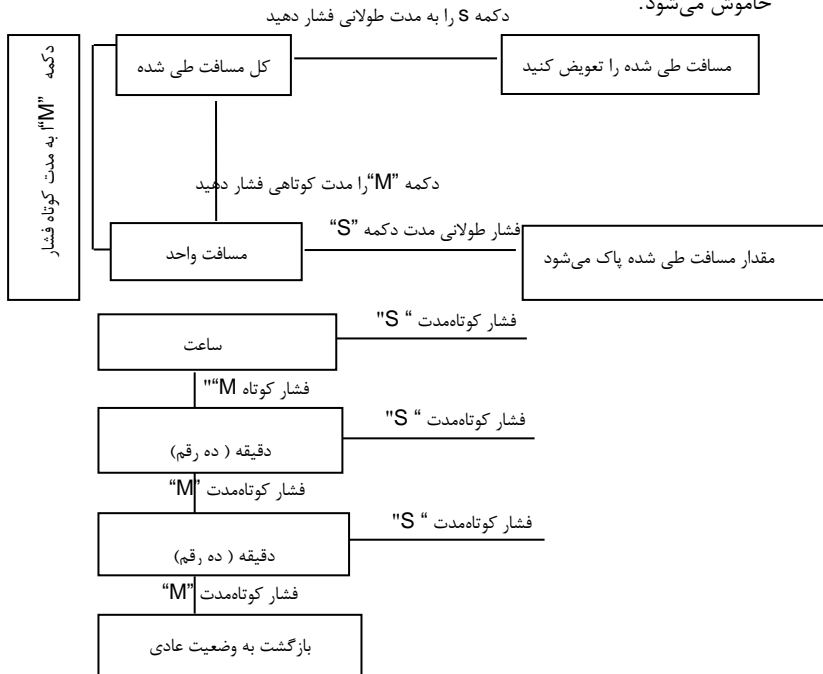 خاموش می‌شود.
دکمه s را به مدت طولانی فشار دهید
دکمه "M"ا به مدت کوتاه فشار
کل مسافت طی شده
مسافت طی شده را تعویض کنید
دکمه "M“را مدت کوتاهی فشار دهید
مسافت واحد
فشار طولانی مدت دکمه "S“
مقدار مسافت طی شده پاک می‌شود
فشار کوتاه‌مدت “ S"
ساعت
فشار کوتاه M“"
فشار کوتاه‌مدت “ S"
دقیقه ( ده رقم)
فشار کوتاه‌مدت "M“
فشار کوتاه‌مدت “ S"
دقیقه ( ده رقم)
فشار کوتاه‌مدت "M“
بازگشت به وضعیت عادی